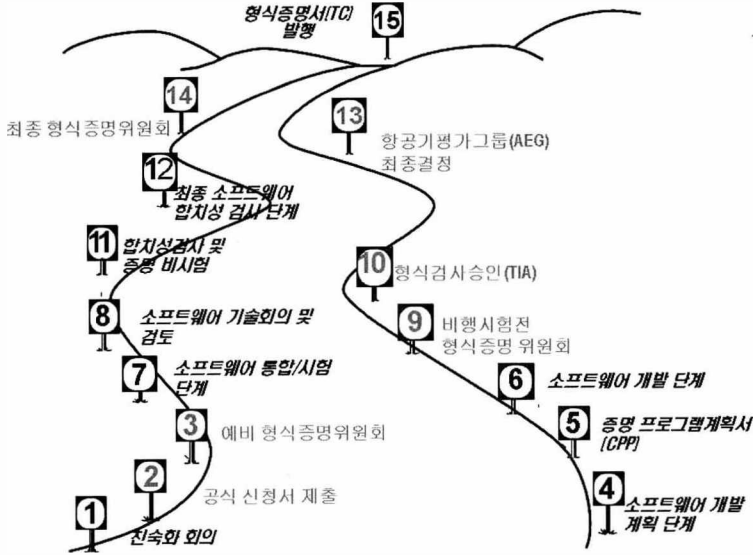 형식증명서(TC)
발행
15
14
최종 형식증명위원회
13
항공기평가그룹(AEG)
최종결정
12
최종 소프트웨어
합치성 검사 단계
11
합치성검사 및
증명 비시험
10
형식검사승인(TIA)
8
소프트웨어 기술회의 및
검토
9
비행시험전
형식증명 위원회
7
소프트웨어 통합/시험
단계
6
소프트웨어 개발 단계
3
예비 형식증명위원회
5
증명 프로그램계획서
(CPP)
2
공식 신청서 제출
4
소프트웨어 개발
계획 단계
1
친숙화 회의